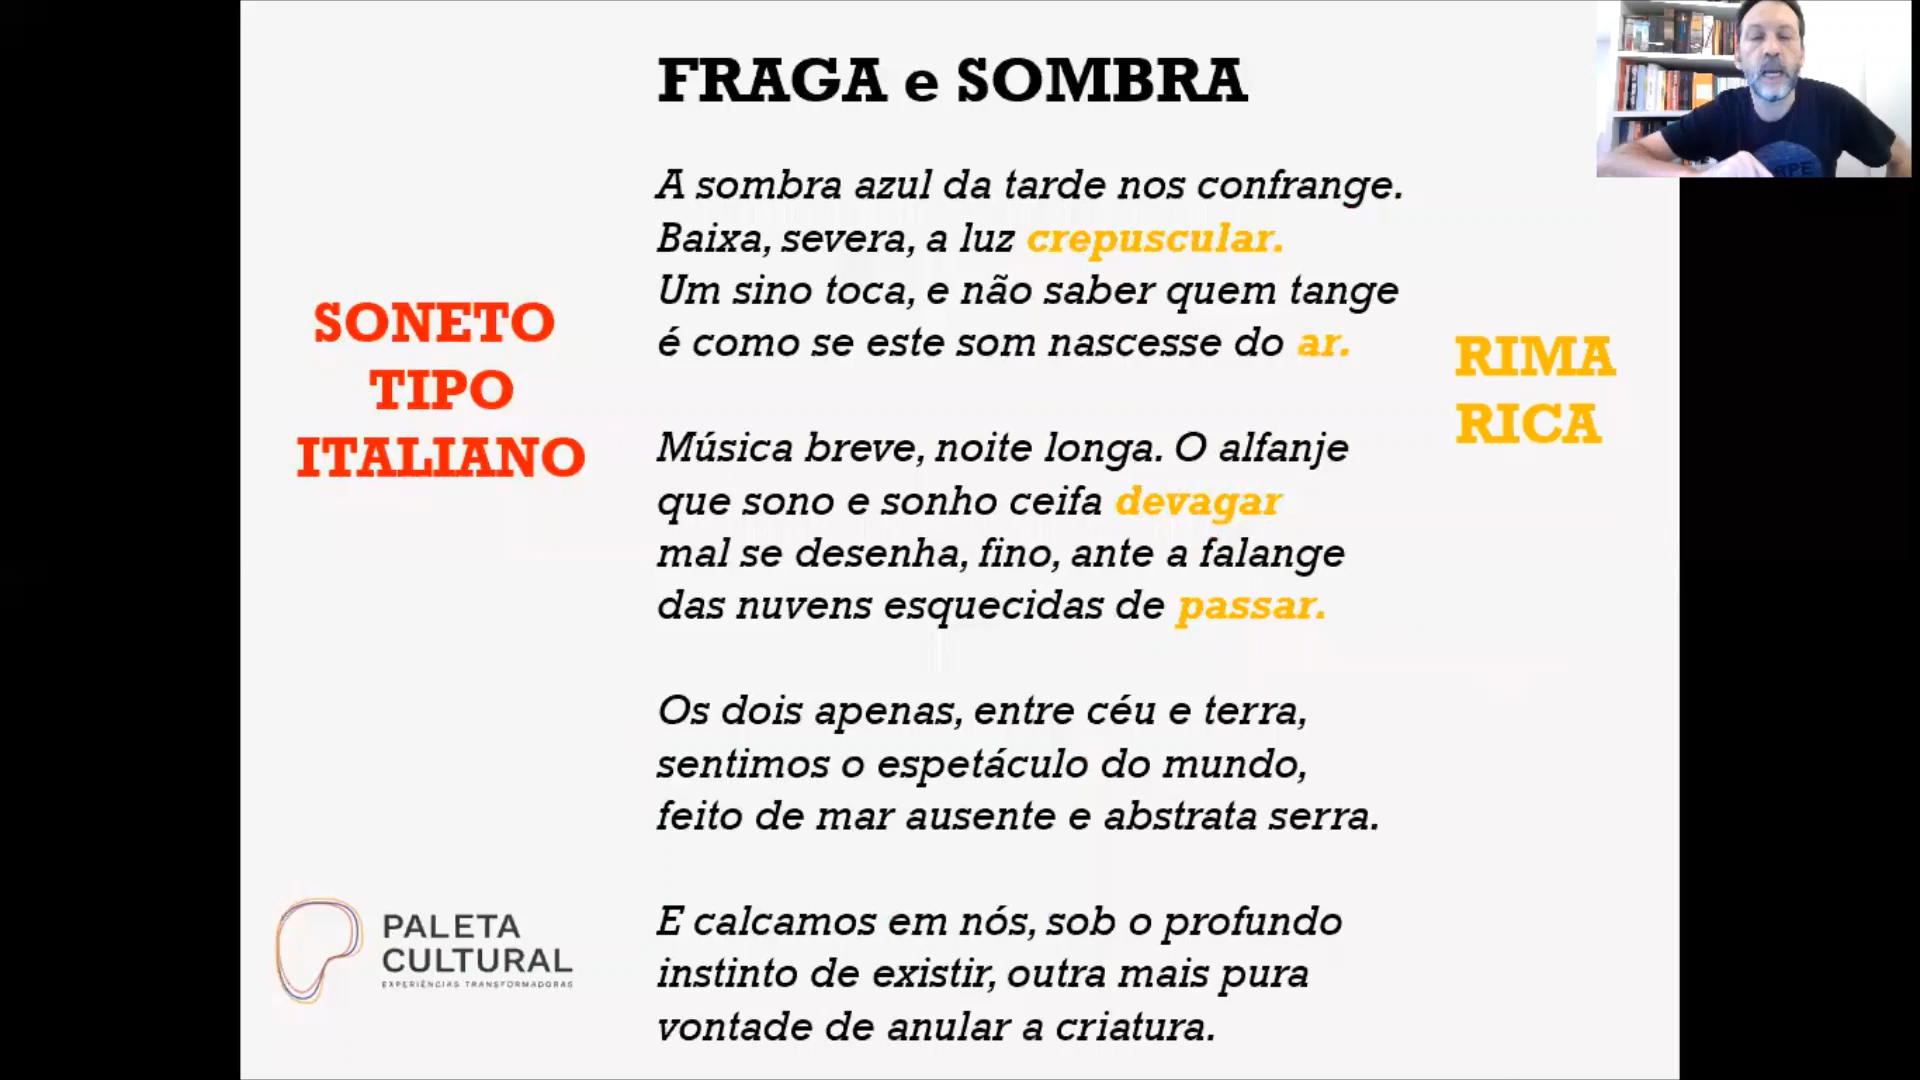 FRAGA e SOMBRA
A sombra azul da tarde nos confrange.
Baixa, severa, a luz crepuscular.
Um sino toca, e não saber quem tange
é como se este som nascesse do ar.
Música breve, noite longa. O alfanje
que sono e sonho ceifa devagar
mal se desenha, fino, ante a falange
das nuvens esquecidas de passar.
Os dois apenas, entre céu e terra,
sentimos o espetáculo do mundo,
feito de mar ausente e abstrata serra.
E calcamos em nós, sob o profundo
instinto de existir, outra mais pura
vontade de anular a criatura.
SONETO
TIPO
ITALIANO
RIMA
RICA
PALETA
CULTURAL
EXPERIÊNCIAS TRANSFORMADORAS